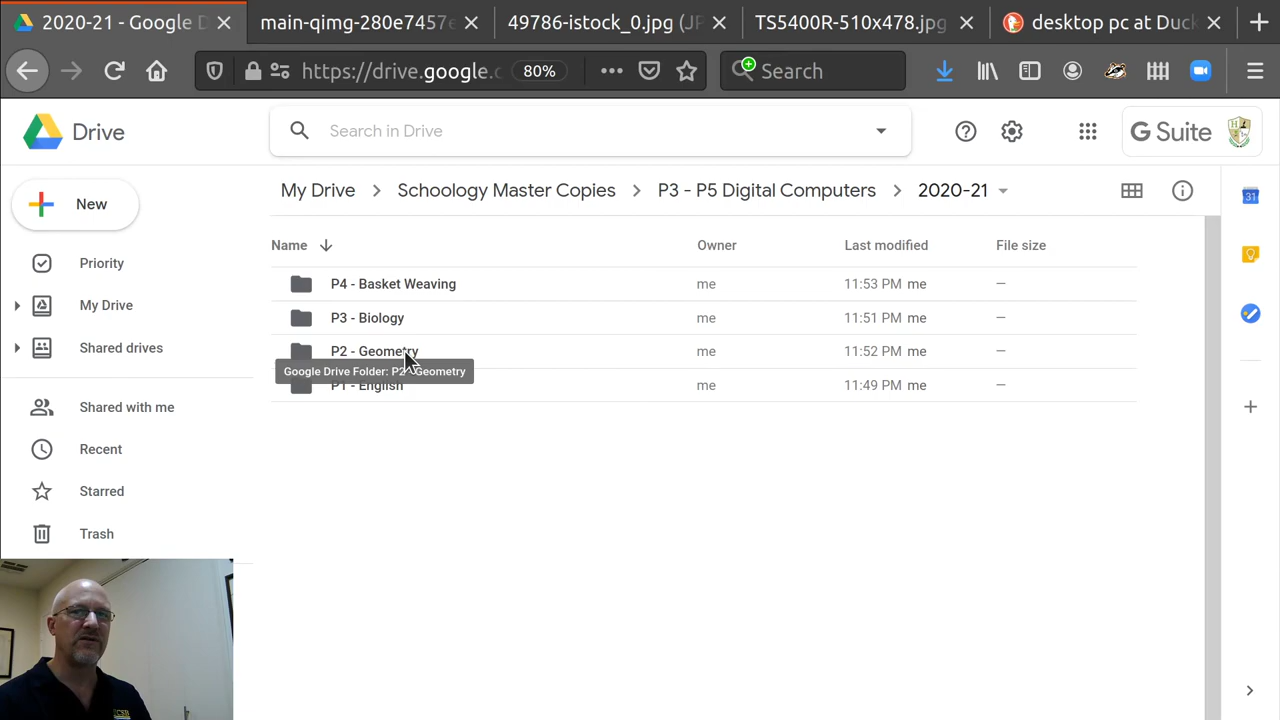 2020-21 - Google D
main-qimg-280e7457e
49786-istock_0.jpg (JP
TS5400R-510x478.jpg
desktop pc at Duck
https://drive.google.c
80%
Search
Drive
Search in Drive
G Suite
New
My Drive
Schoology Master Copies
P3 - P5 Digital Computers
2020-21
Priority
My Drive
Shared drives
Shared with me
Recent
Starred
Trash
Name
Owner
Last modified
File size
P4 - Basket Weaving
me
11:53 PM me
—
P3 - Biology
me
11:51 PM me
—
P2 - Geometry
me
11:52 PM me
—
Google Drive Folder: P2 - Geometry
P1 - English
me
11:49 PM me
—
31